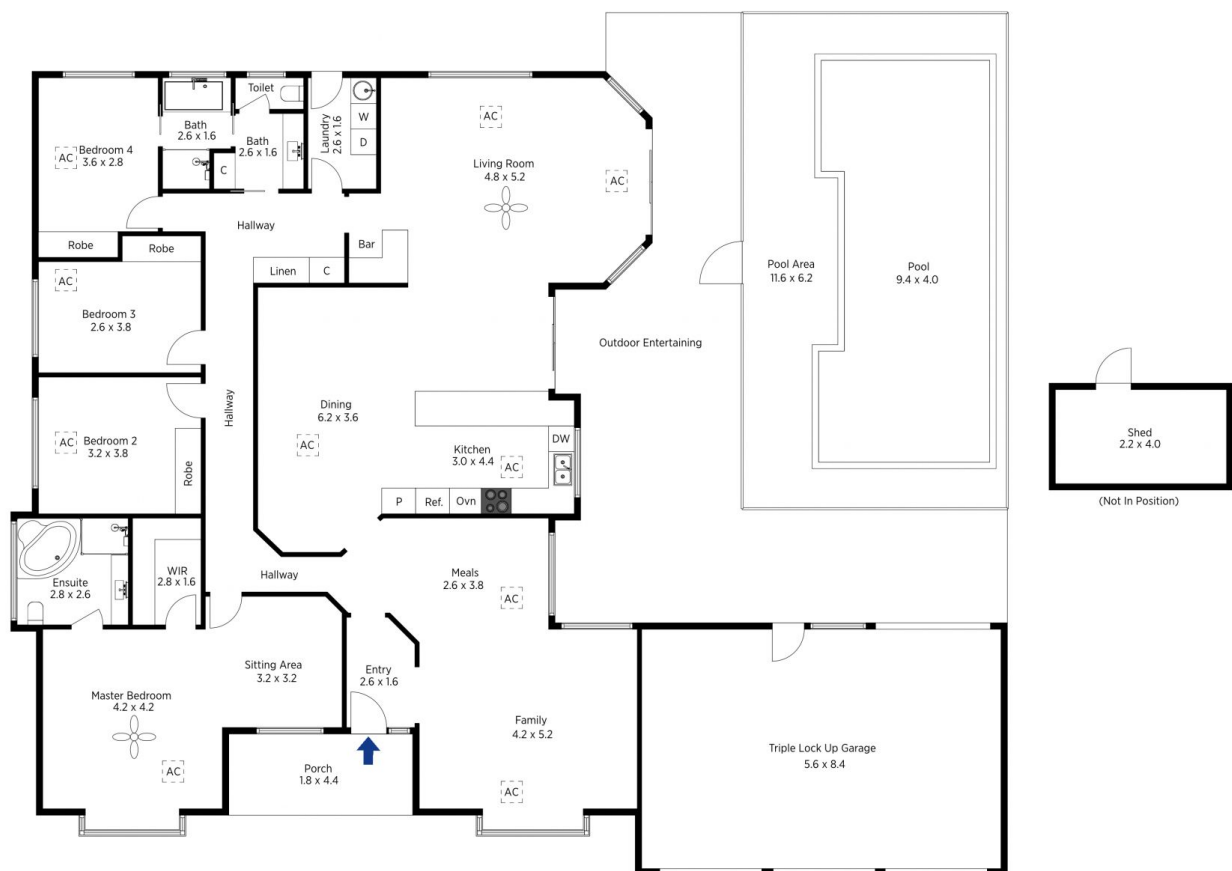 Toilet
Bath
2.6 x 1.6
Bath
2.6 x 1.6
C
Laundry
2.6 x 1.6
W
D
AC
Bedroom 4
3.6 x 2.8
AC
Living Room
4.8 x 5.2
AC
Hallway
Bar
Robe
Robe
Linen
C
AC
Bedroom 3
2.6 x 3.8
Pool Area
11.6 x 6.2
Pool
9.4 x 4.0
Outdoor Entertaining
Hallway
Dining
6.2 x 3.6
AC
AC
Bedroom 2
3.2 x 3.8
Robe
Kitchen
3.0 x 4.4
AC
DW
P
Ref.
Ovn
Shed
2.2 x 4.0
(Not In Position)
Ensuite
2.8 x 2.6
WIR
2.8 x 1.6
Hallway
Meals
2.6 x 3.8
AC
Sitting Area
3.2 x 3.2
Entry
2.6 x 1.6
Master Bedroom
4.2 x 4.2
AC
Family
4.2 x 5.2
AC
Porch
1.8 x 4.4
Triple Lock Up Garage
5.6 x 8.4